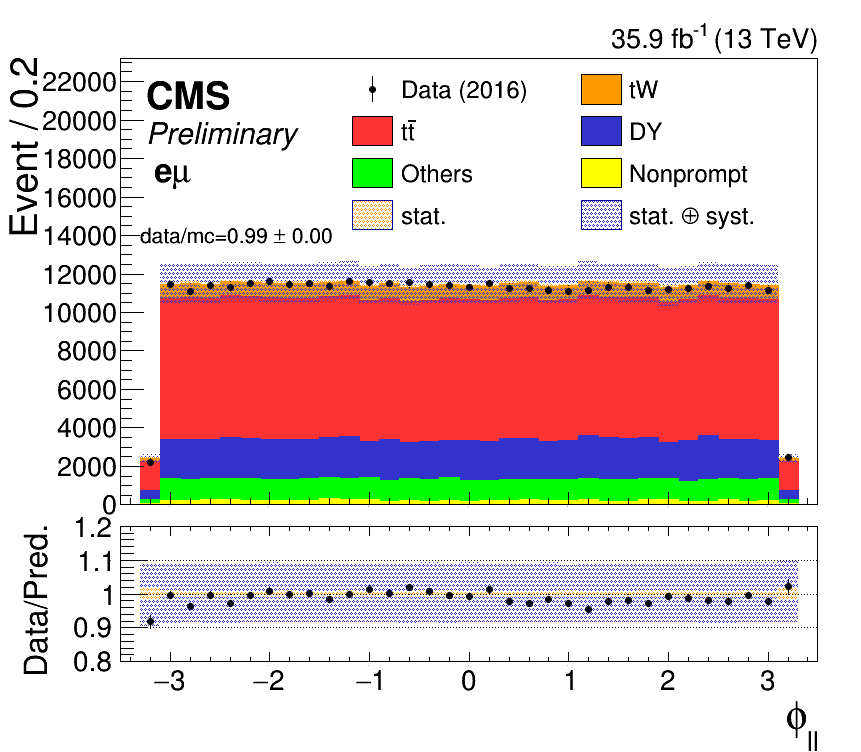 35.9 fb⁻¹ (13 TeV)
Event / 0.2
CMS
Preliminary
eμ
Data (2016)
tW
tt̄
DY
Others
Nonprompt
stat.
stat. ⊕ syst.
data/mc=0.99 ± 0.00
22000
20000
18000
16000
14000
12000
10000
8000
6000
4000
2000
0
Data/Pred.
1.2
1.1
1
0.9
0.8
−3 −2 −1 0 1 2 3
ϕ_ll